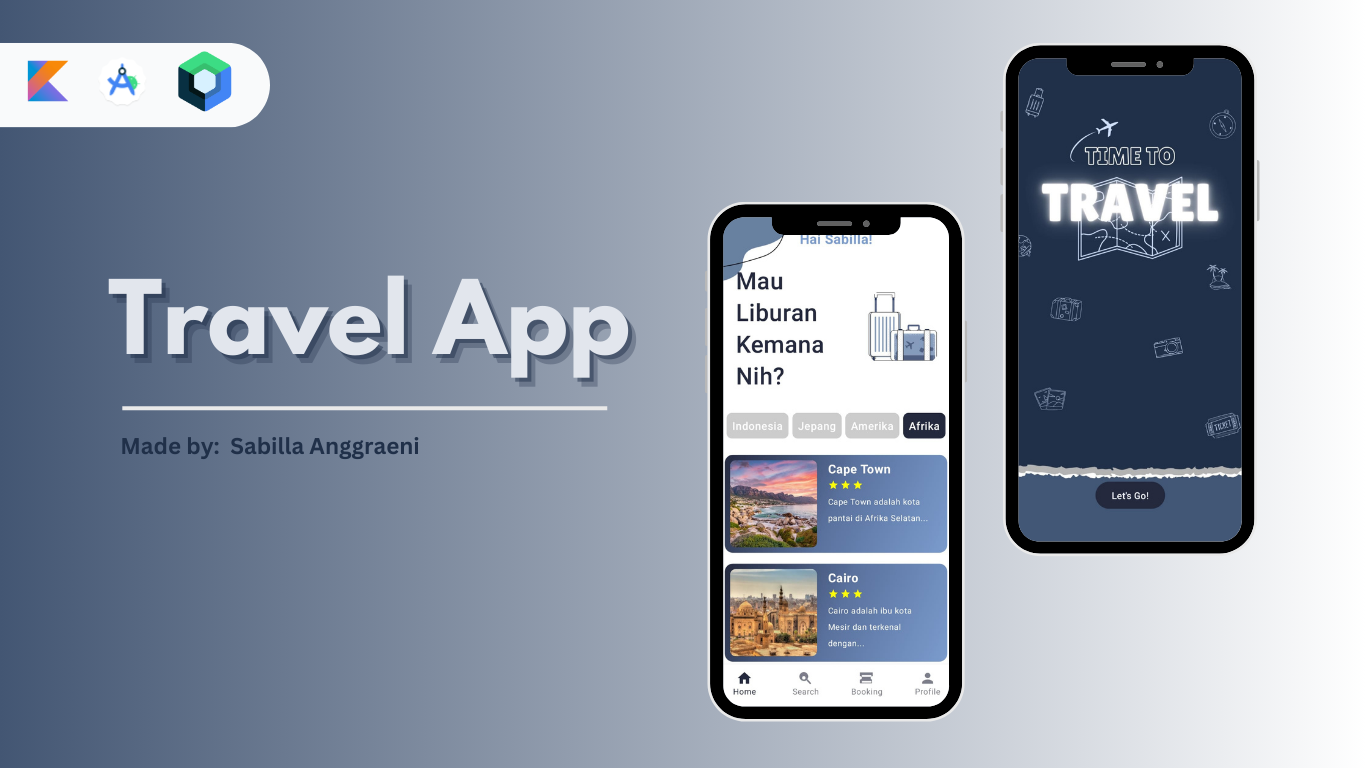 Travel App
Made by: Sabilla Anggraeni
Hai Sabilla!
Mau
Liburan
Kemana
Nih?
Indonesia Jepang Amerika Afrika
Cape Town
Cape Town adalah kota
pantai di Afrika Selatan...
Cairo
Cairo adalah ibu kota
Mesir dan terkenal
dengan...
Home Search Booking Profile
TIME TO
TRAVEL
X
TICKET
Let's Go!